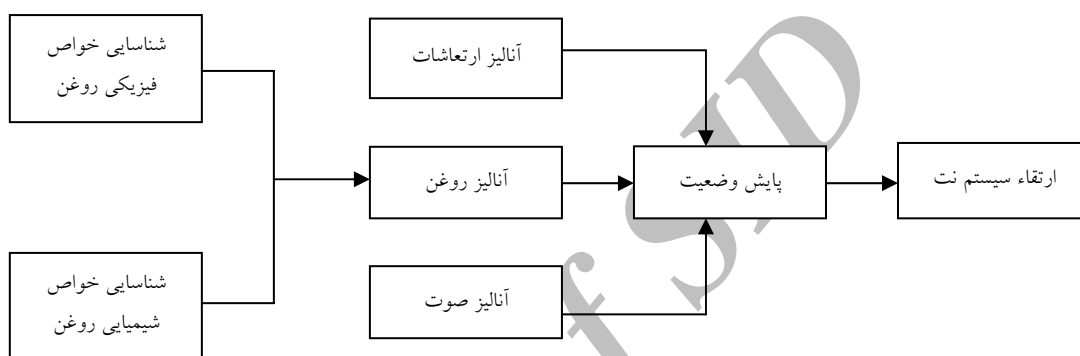 شناسایی خواص
فیزیکی روغن
آنالیز ارتعاشات
آنالیز روغن
پایش وضعیت
ارتقاء سیستم نت
شناسایی خواص
شیمیایی روغن
آنالیز صوت
f SID